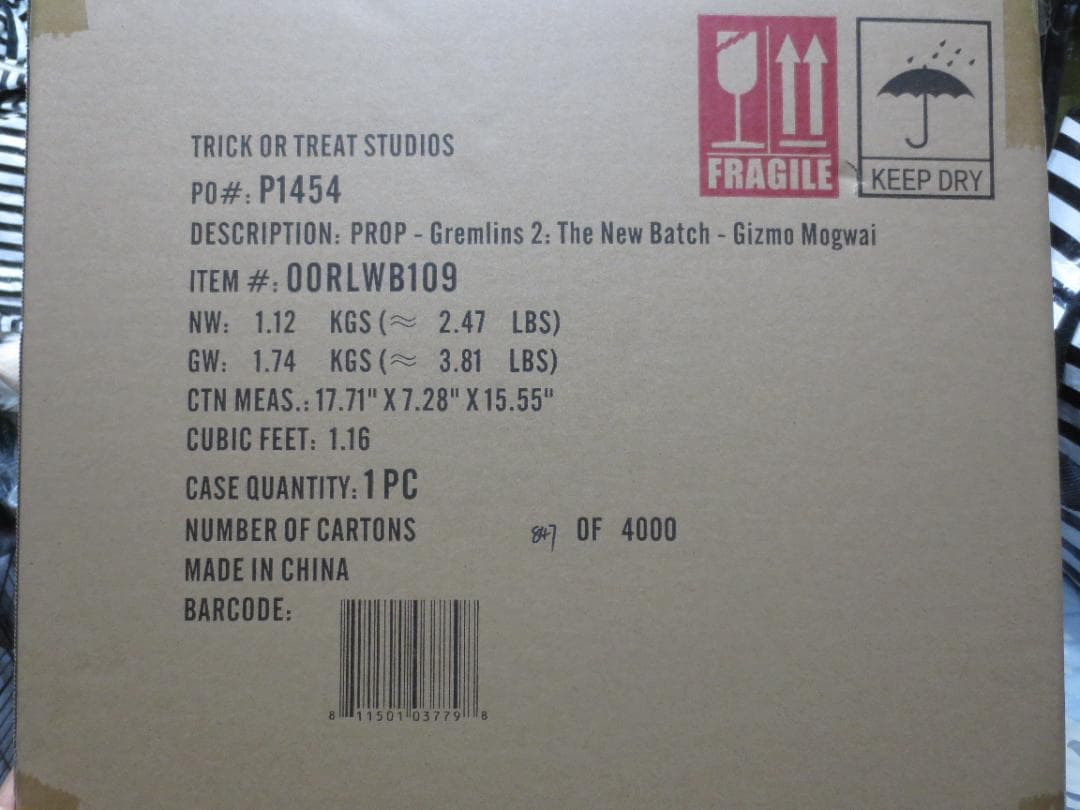 FRAGILE
KEEP DRY
TRICK OR TREAT STUDIOS
PO#: P1454
DESCRIPTION: PROP - Gremlins 2: The New Batch - Gizmo Mogwai
ITEM #: 00RLWB109
NW: 1.12 KGS (≈ 2.47 LBS)
GW: 1.74 KGS (≈ 3.81 LBS)
CTN MEAS.: 17.71" X 7.28" X 15.55"
CUBIC FEET: 1.16
CASE QUANTITY: 1 PC
NUMBER OF CARTONS 847 OF 4000
MADE IN CHINA
BARCODE:
8 11501 03779 8